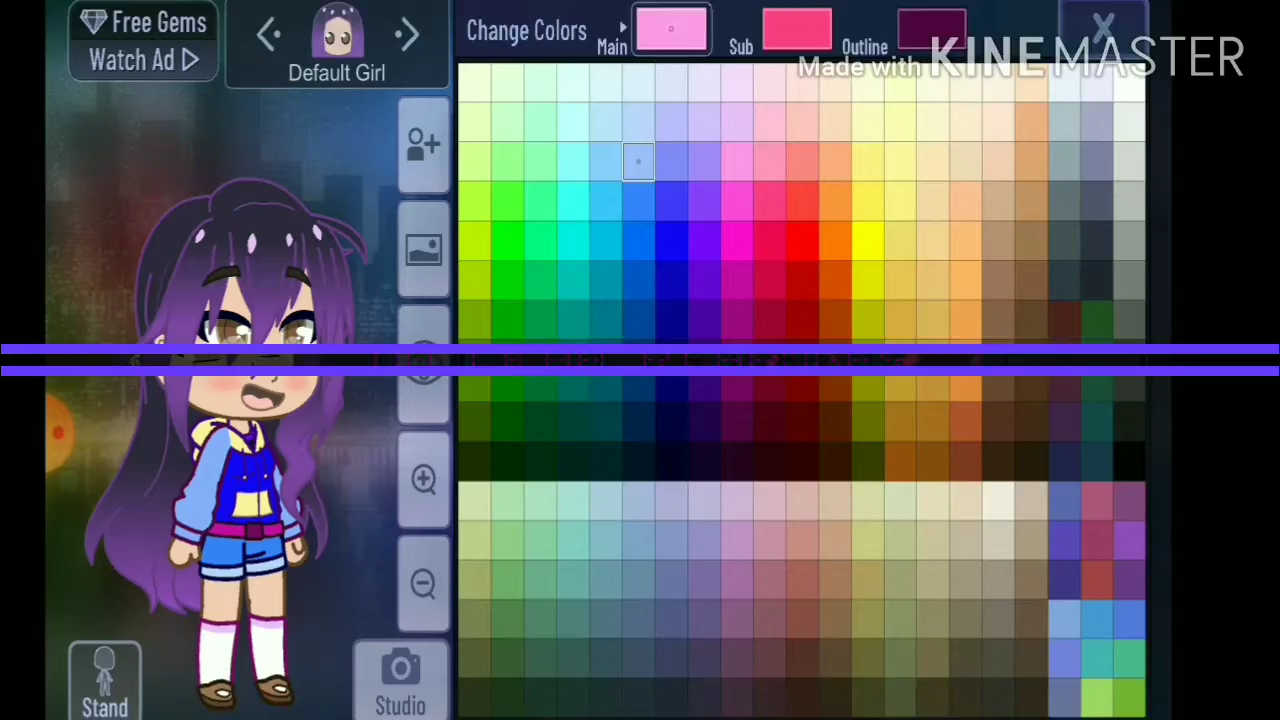 Free Gems
Watch Ad
Default Girl
Change Colors
Main
Sub
Outline
X
Made with KINEMASTER
Stand
Studio